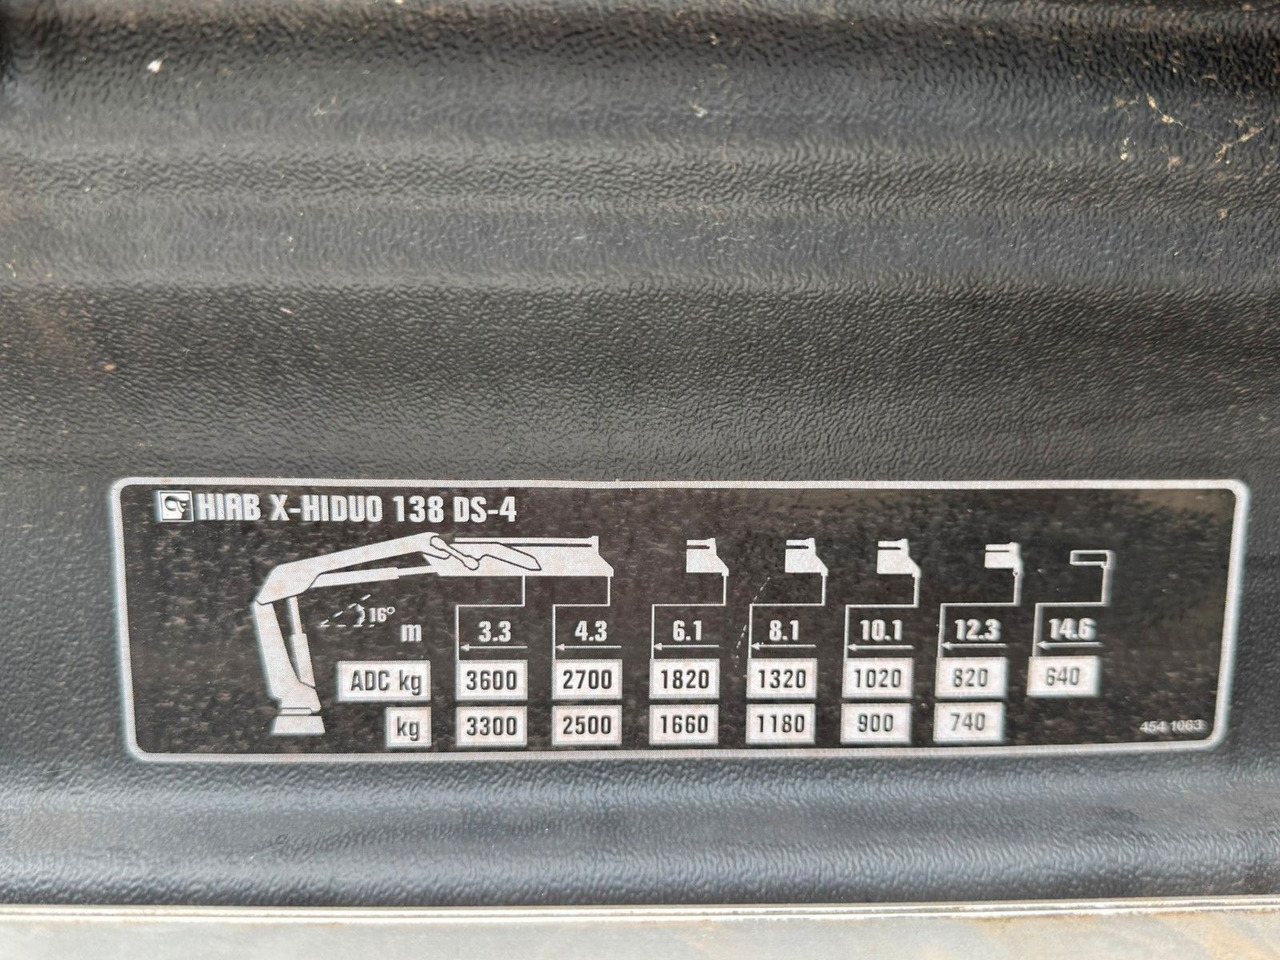 HIAB X-HIDUO 138 DS-4
16°
m 3.3 4.3 6.1 8.1 10.1 12.3 14.6
ADC kg 3600 2700 1820 1320 1020 820 640
kg 3300 2500 1660 1180 900 740
454 1063